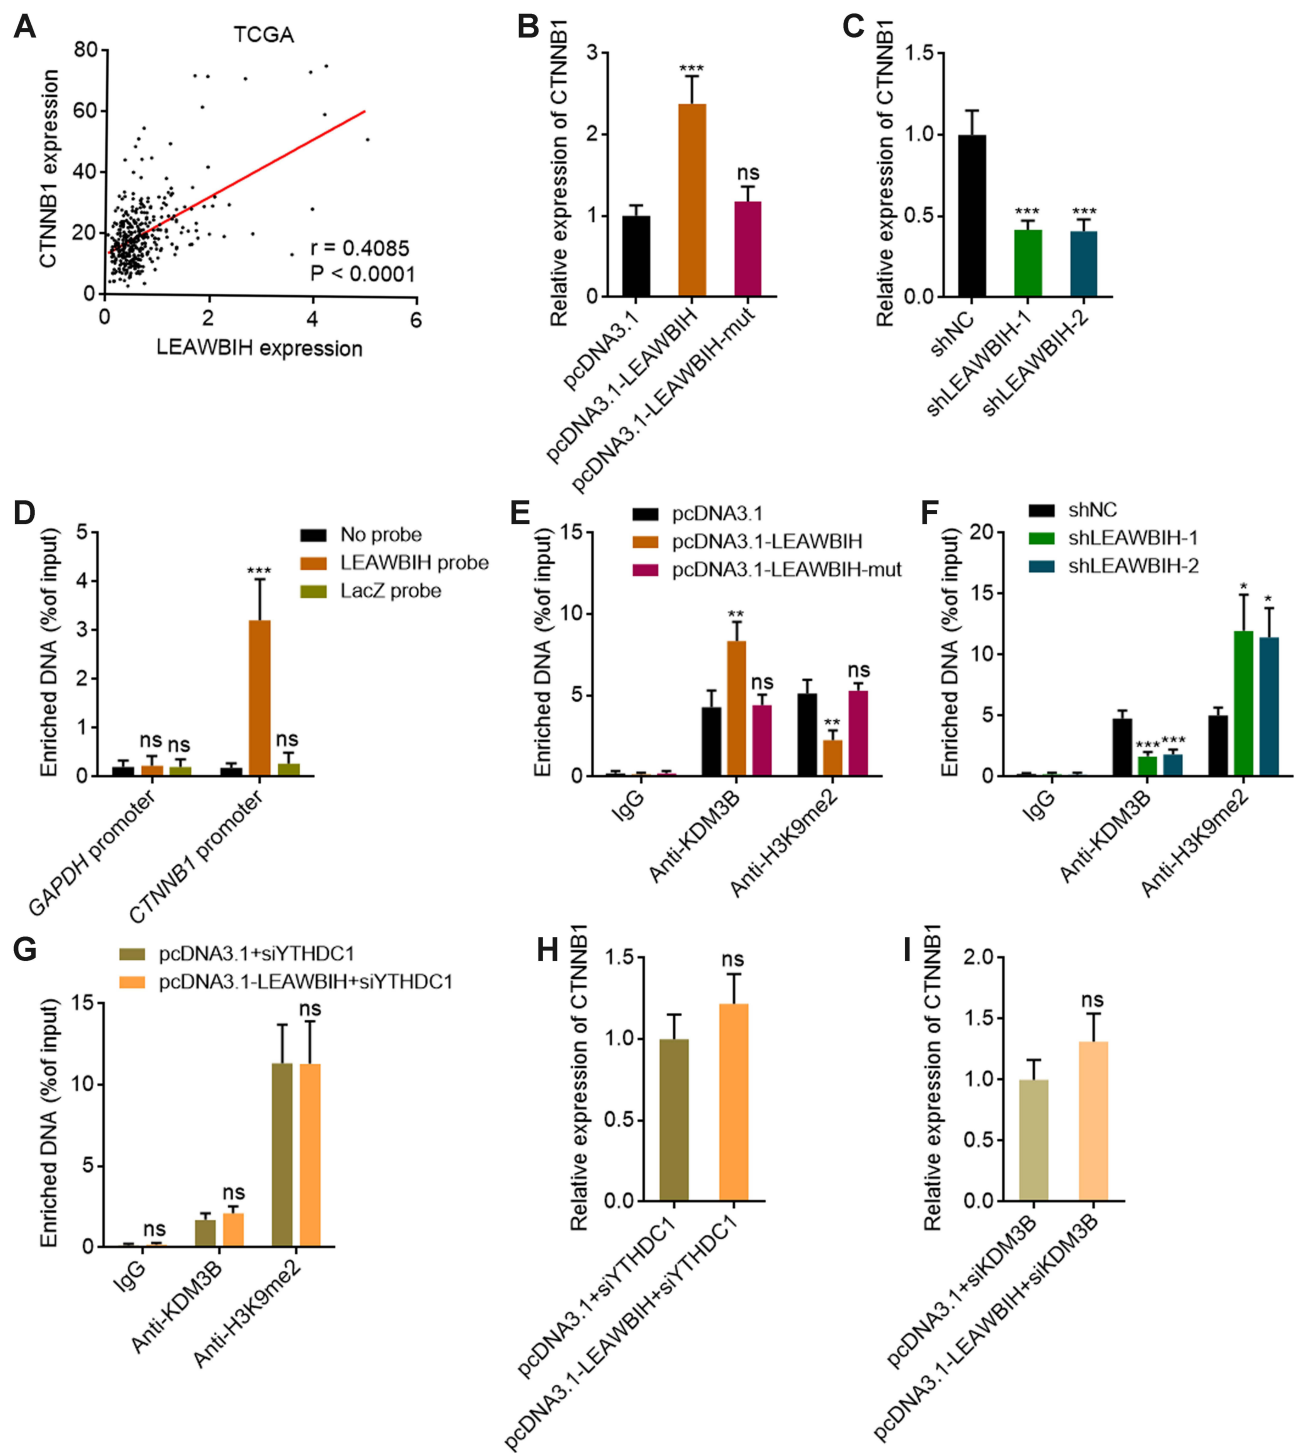 A
TCGA
CTNNB1 expression
80
60
40
20
0
0
2
4
6
r = 0.4085
P < 0.0001
LEAWBIH expression
B
Relative expression of CTNNB1
3
2
1
0
***
ns
pcDNA3.1
pcDNA3.1-LEAWBIH
pcDNA3.1-LEAWBIH-mut
C
Relative expression of CTNNB1
1.5
1.0
0.5
0.0
***
***
shNC
shLEAWBIH-1
shLEAWBIH-2
D
Enriched DNA (%of input)
5
4
3
2
1
0
No probe
LEAWBIH probe
LacZ probe
ns
ns
***
ns
GAPDH promoter
CTNNB1 promoter
E
Enriched DNA (%of input)
15
10
5
0
pcDNA3.1
pcDNA3.1-LEAWBIH
pcDNA3.1-LEAWBIH-mut
**
ns
**
ns
IgG
Anti-KDM3B
Anti-H3K9me2
F
Enriched DNA (%of input)
20
15
10
5
0
shNC
shLEAWBIH-1
shLEAWBIH-2
***
***
*
*
IgG
Anti-KDM3B
Anti-H3K9me2
G
pcDNA3.1+siYTHDC1
pcDNA3.1-LEAWBIH+siYTHDC1
Enriched DNA (%of input)
15
10
5
0
ns
ns
ns
IgG
Anti-KDM3B
Anti-H3K9me2
H
Relative expression of CTNNB1
1.5
1.0
0.5
0.0
ns
pcDNA3.1+siYTHDC1
pcDNA3.1-LEAWBIH+siYTHDC1
I
Relative expression of CTNNB1
2.0
1.5
1.0
0.5
0.0
ns
pcDNA3.1+siKDM3B
pcDNA3.1-LEAWBIH+siKDM3B